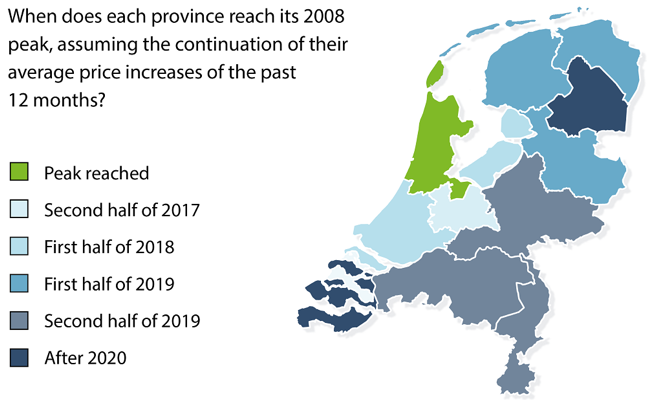 When does each province reach its 2008
peak, assuming the continuation of their
average price increases of the past
12 months?
Peak reached
Second half of 2017
First half of 2018
First half of 2019
Second half of 2019
After 2020